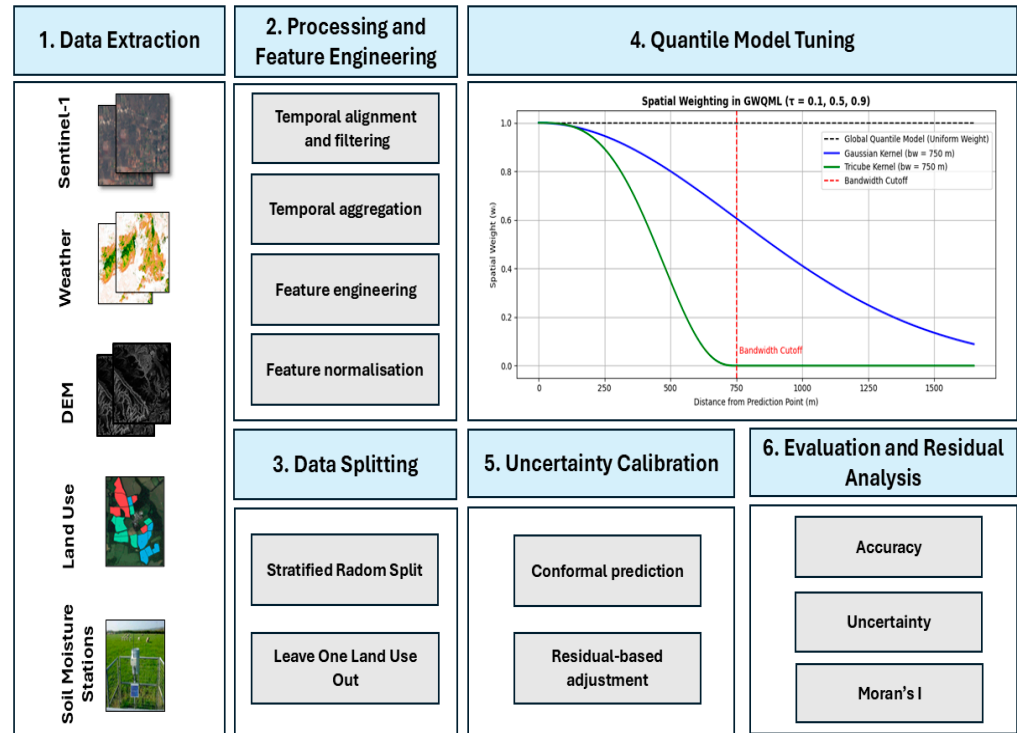 1. Data Extraction
Sentinel-1
Weather
DEM
Land Use
Soil Moisture
Stations
2. Processing and
Feature Engineering
Temporal alignment
and filtering
Temporal aggregation
Feature engineering
Feature normalisation
3. Data Splitting
Stratified Radom Split
Leave One Land Use
Out
4. Quantile Model Tuning
Spatial Weighting in GWQML (τ = 0.1, 0.5, 0.9)
Global Quantile Model (Uniform Weight)
Gaussian Kernel (bw = 750 m)
Tricube Kernel (bw = 750 m)
Bandwidth Cutoff
Spatial Weight (wᵢ)
1.0
0.8
0.6
0.4
0.2
0.0
Bandwidth Cutoff
0 250 500 750 1000 1250 1500
Distance from Prediction Point (m)
5. Uncertainty Calibration
Conformal prediction
Residual-based
adjustment
6. Evaluation and Residual
Analysis
Accuracy
Uncertainty
Moran's I